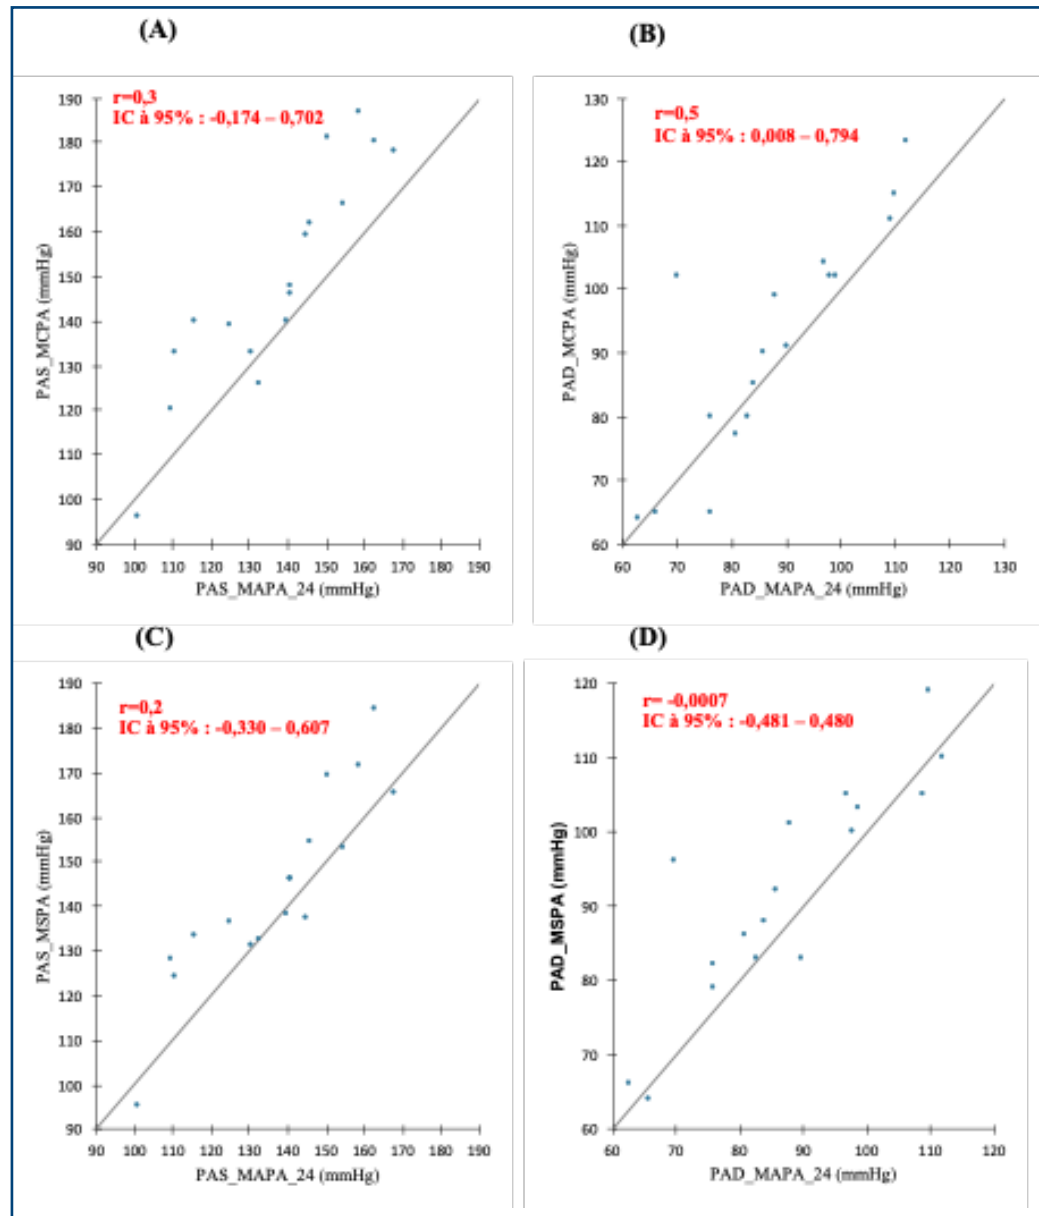 (A)
r=0,3
IC à 95% : -0,174 – 0,702
190
180
170
160
150
140
130
120
110
100
90
PAS_MCPA (mmHg)
90 100 110 120 130 140 150 160 170 180 190
PAS_MAPA_24 (mmHg)
(B)
r=0,5
IC à 95% : 0,008 – 0,794
130
120
110
100
90
80
70
60
PAD_MCPA (mmHg)
60 70 80 90 100 110 120 130
PAD_MAPA_24 (mmHg)
(C)
r=0,2
IC à 95% : -0,330 – 0,607
190
180
170
160
150
140
130
120
110
100
90
PAS_MSPA (mmHg)
90 100 110 120 130 140 150 160 170 180 190
PAS_MAPA_24 (mmHg)
(D)
r= -0,0007
IC à 95% : -0,481 – 0,480
120
110
100
90
80
70
60
PAD_MSPA (mmHg)
60 70 80 90 100 110 120
PAD_MAPA_24 (mmHg)